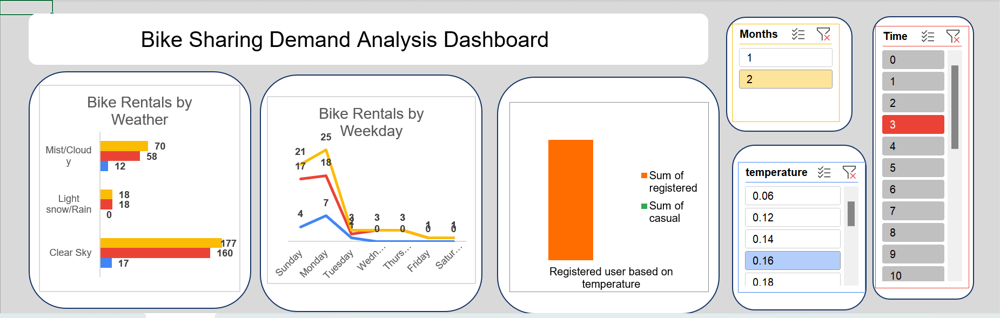 Bike Sharing Demand Analysis Dashboard
Bike Rentals by
Weather
Mist/Cloud
y
70
58
12
Light
snow/Rain
18
18
0
Clear Sky
177
160
17
Bike Rentals by
Weekday
25
21
17
18
7
4
3
2
1
3
0
3
0
1
0
1
0
Sunday
Monday
Tuesday
Wedn...
Thurs...
Friday
Satur...
Sum of
registered
Sum of
casual
Registered user based on
temperature
Months
1
2
temperature
0.06
0.12
0.14
0.16
0.18
Time
0
1
2
3
4
5
6
7
8
9
10